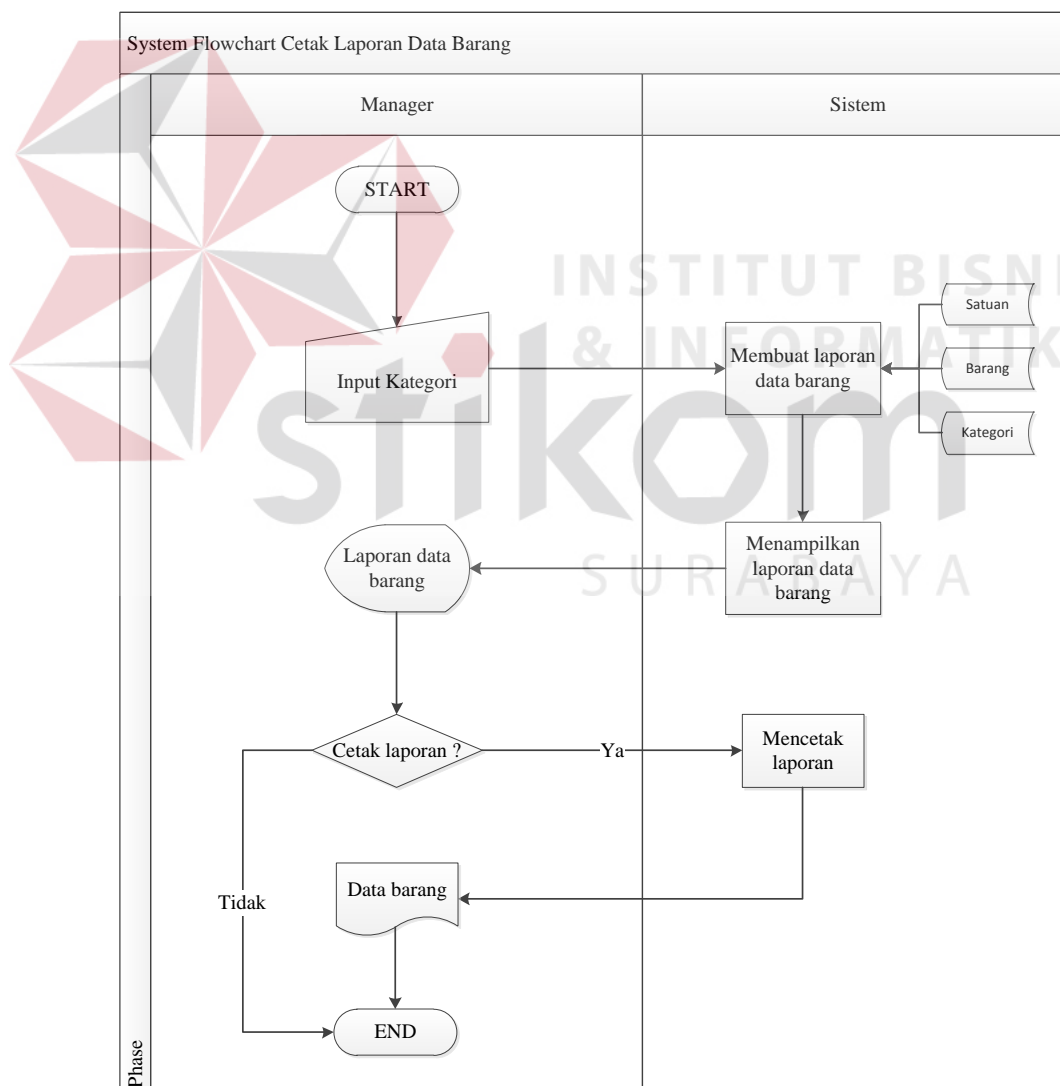 System Flowchart Cetak Laporan Data Barang
Manager
Sistem
START
INSTITUT BISNI
& INFORMATIK
stikom
SURABAYA
Input Kategori
Membuat laporan
data barang
Satuan
Barang
Kategori
Laporan data
barang
Menampilkan
laporan data
barang
Cetak laporan ?
Ya
Mencetak
laporan
Data barang
Tidak
END
Phase